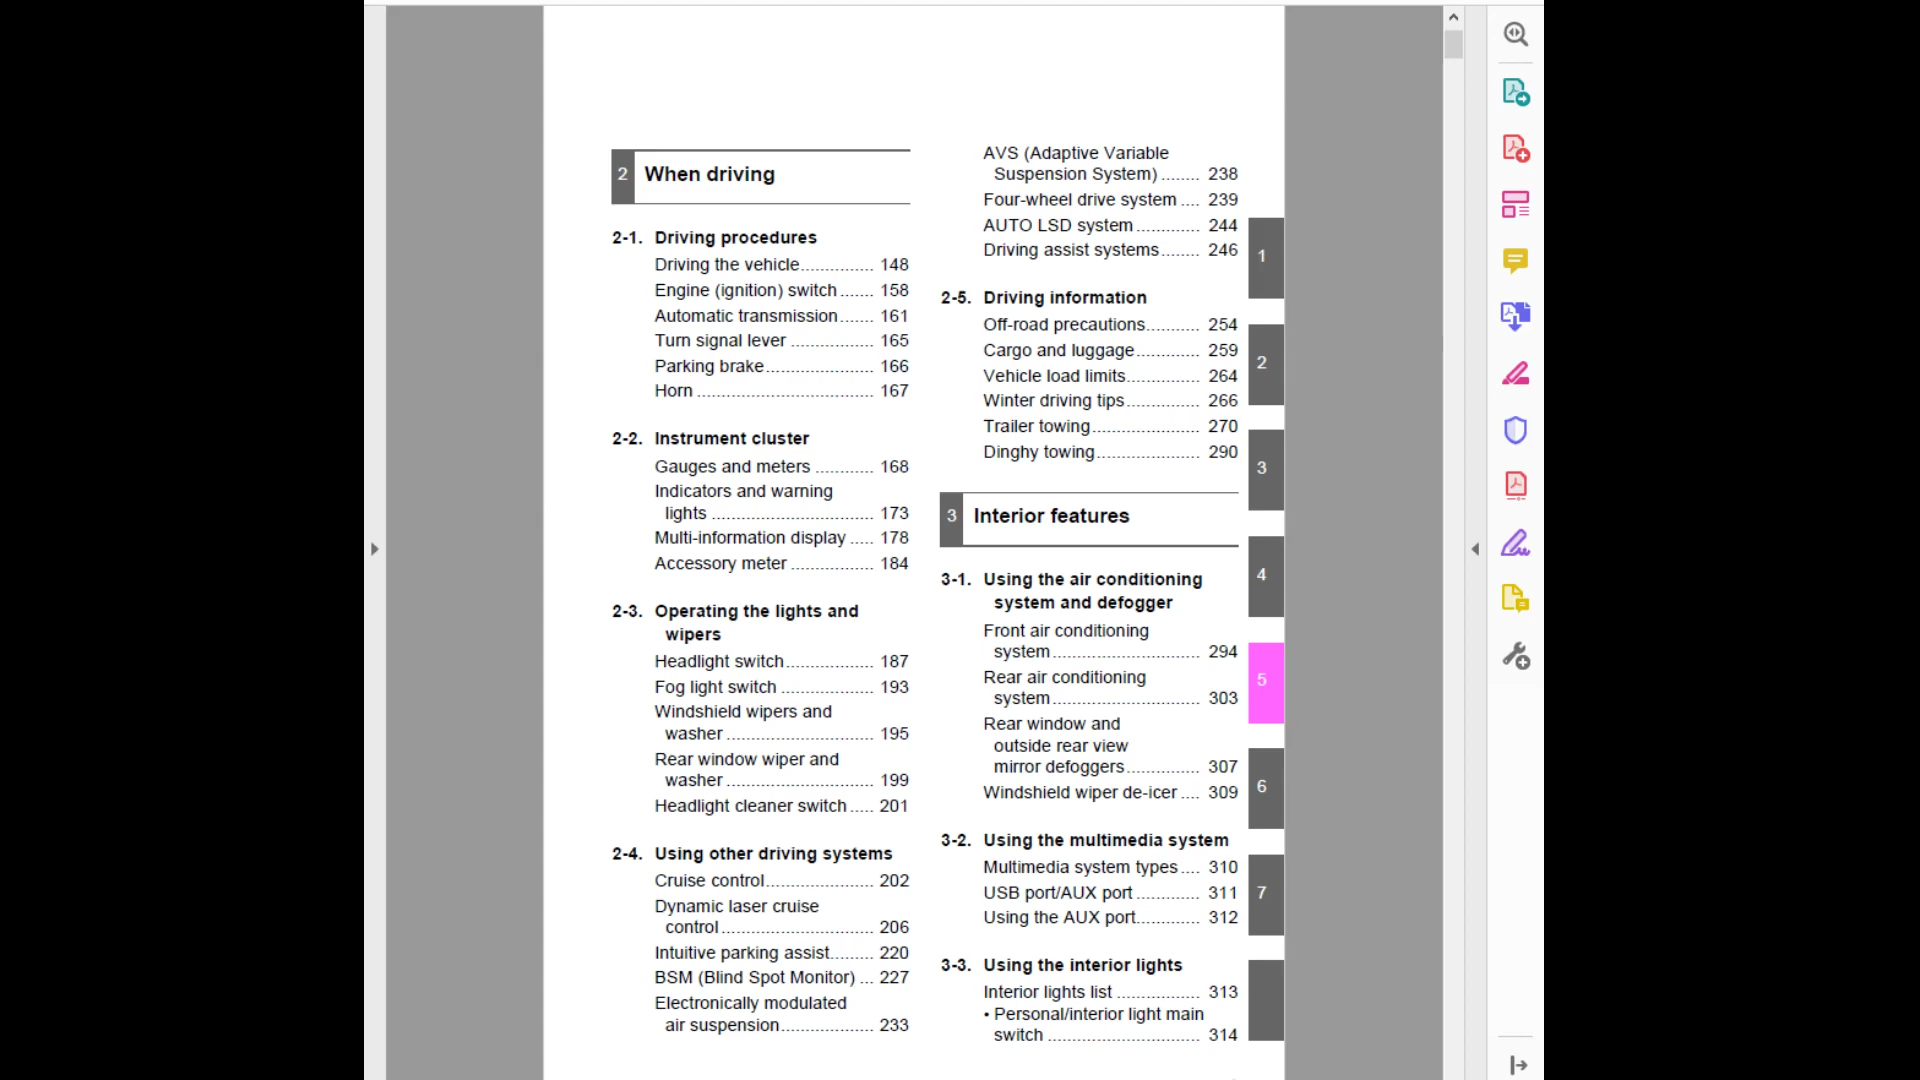 2 When driving
2-1. Driving procedures
Driving the vehicle............... 148
Engine (ignition) switch ....... 158
Automatic transmission....... 161
Turn signal lever ................. 165
Parking brake...................... 166
Horn .................................... 167
2-2. Instrument cluster
Gauges and meters ............ 168
Indicators and warning
lights ................................. 173
Multi-information display ..... 178
Accessory meter ................. 184
2-3. Operating the lights and
wipers
Headlight switch.................. 187
Fog light switch ................... 193
Windshield wipers and
washer .............................. 195
Rear window wiper and
washer .............................. 199
Headlight cleaner switch ..... 201
2-4. Using other driving systems
Cruise control...................... 202
Dynamic laser cruise
control............................... 206
Intuitive parking assist......... 220
BSM (Blind Spot Monitor) ... 227
Electronically modulated
air suspension................... 233
AVS (Adaptive Variable
Suspension System) ........ 238
Four-wheel drive system .... 239
AUTO LSD system ............. 244
Driving assist systems........ 246
2-5. Driving information
Off-road precautions........... 254
Cargo and luggage............. 259
Vehicle load limits............... 264
Winter driving tips............... 266
Trailer towing...................... 270
Dinghy towing..................... 290
3 Interior features
3-1. Using the air conditioning
system and defogger
Front air conditioning
system.............................. 294
Rear air conditioning
system.............................. 303
Rear window and
outside rear view
mirror defoggers............... 307
Windshield wiper de-icer .... 309
3-2. Using the multimedia system
Multimedia system types.... 310
USB port/AUX port ............. 311
Using the AUX port............. 312
3-3. Using the interior lights
Interior lights list ................. 313
• Personal/interior light main
switch ............................... 314
1
2
3
4
5
6
7